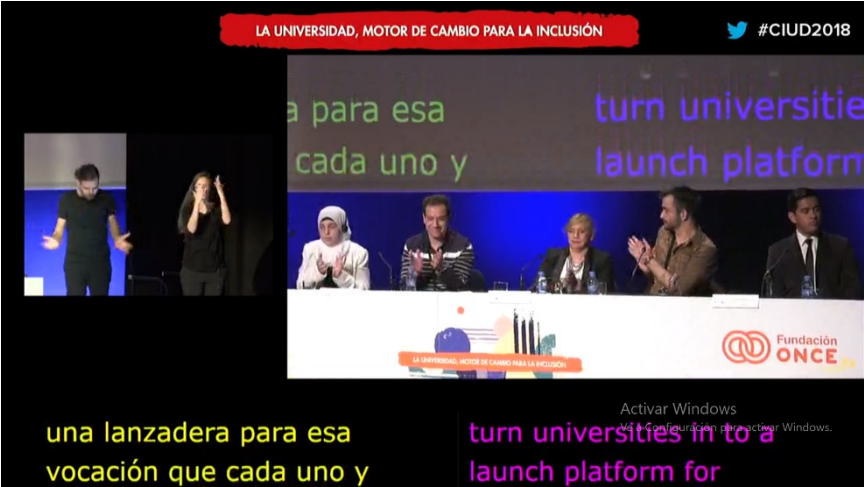 LA UNIVERSIDAD, MOTOR DE CAMBIO PARA LA INCLUSIÓN
#CIUD2018
a para esa
cada uno y
turn universitie
launch platform
LA UNIVERSIDAD, MOTOR DE CAMBIO PARA LA INCLUSIÓN
Fundación
ONCE
Activar Windows
Ve a Configuración para activar Windows.
una lanzadera para esa
vocación que cada uno y
turn universities in to a
launch platform for